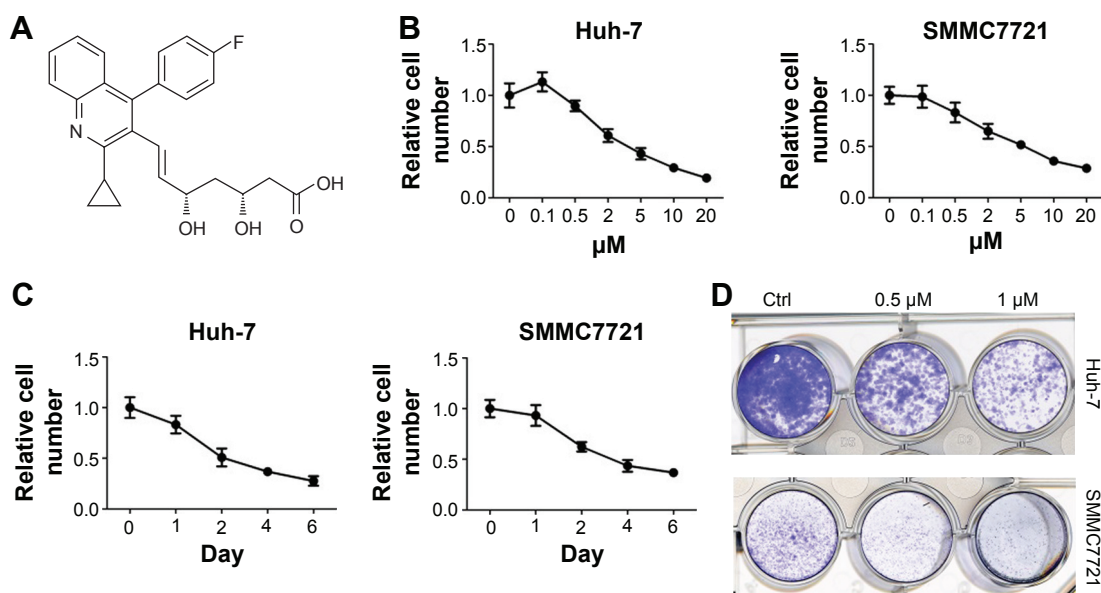 A
F
N
OH
O
OH
OH
B
Huh-7
Relative cell
number
1.5
1.0
0.5
0.0
0 0.1 0.5 2 5 10 20
µM
SMMC7721
Relative cell
number
1.5
1.0
0.5
0.0
0 0.1 0.5 2 5 10 20
µM
C
Huh-7
Relative cell
number
1.5
1.0
0.5
0.0
0 1 2 4 6
Day
SMMC7721
Relative cell
number
1.5
1.0
0.5
0.0
0 1 2 4 6
Day
D
Ctrl 0.5 µM 1 µM
Huh-7
SMMC7721